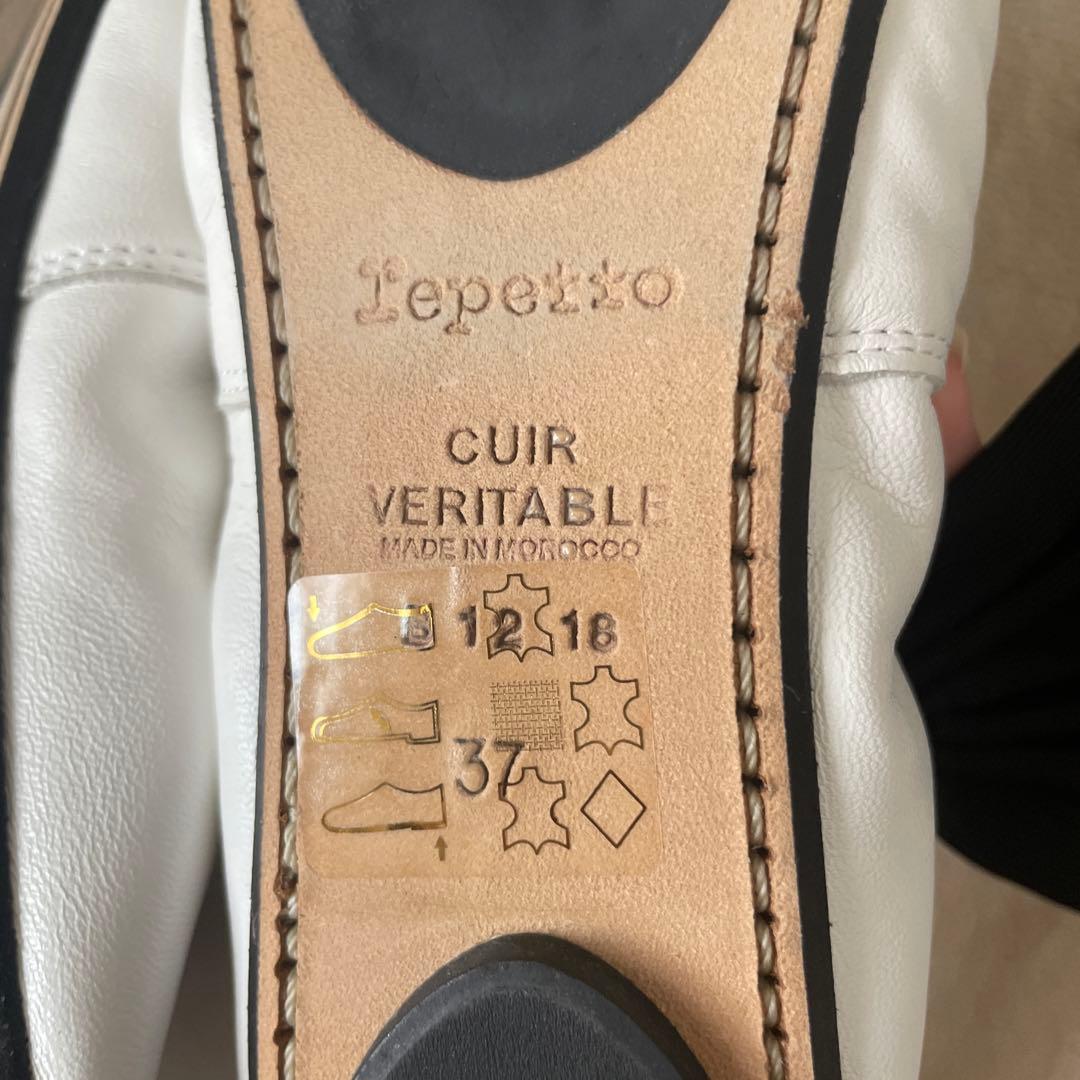 repetto
CUIR
VERITABLE
MADE IN MOROCCO
12 18
37